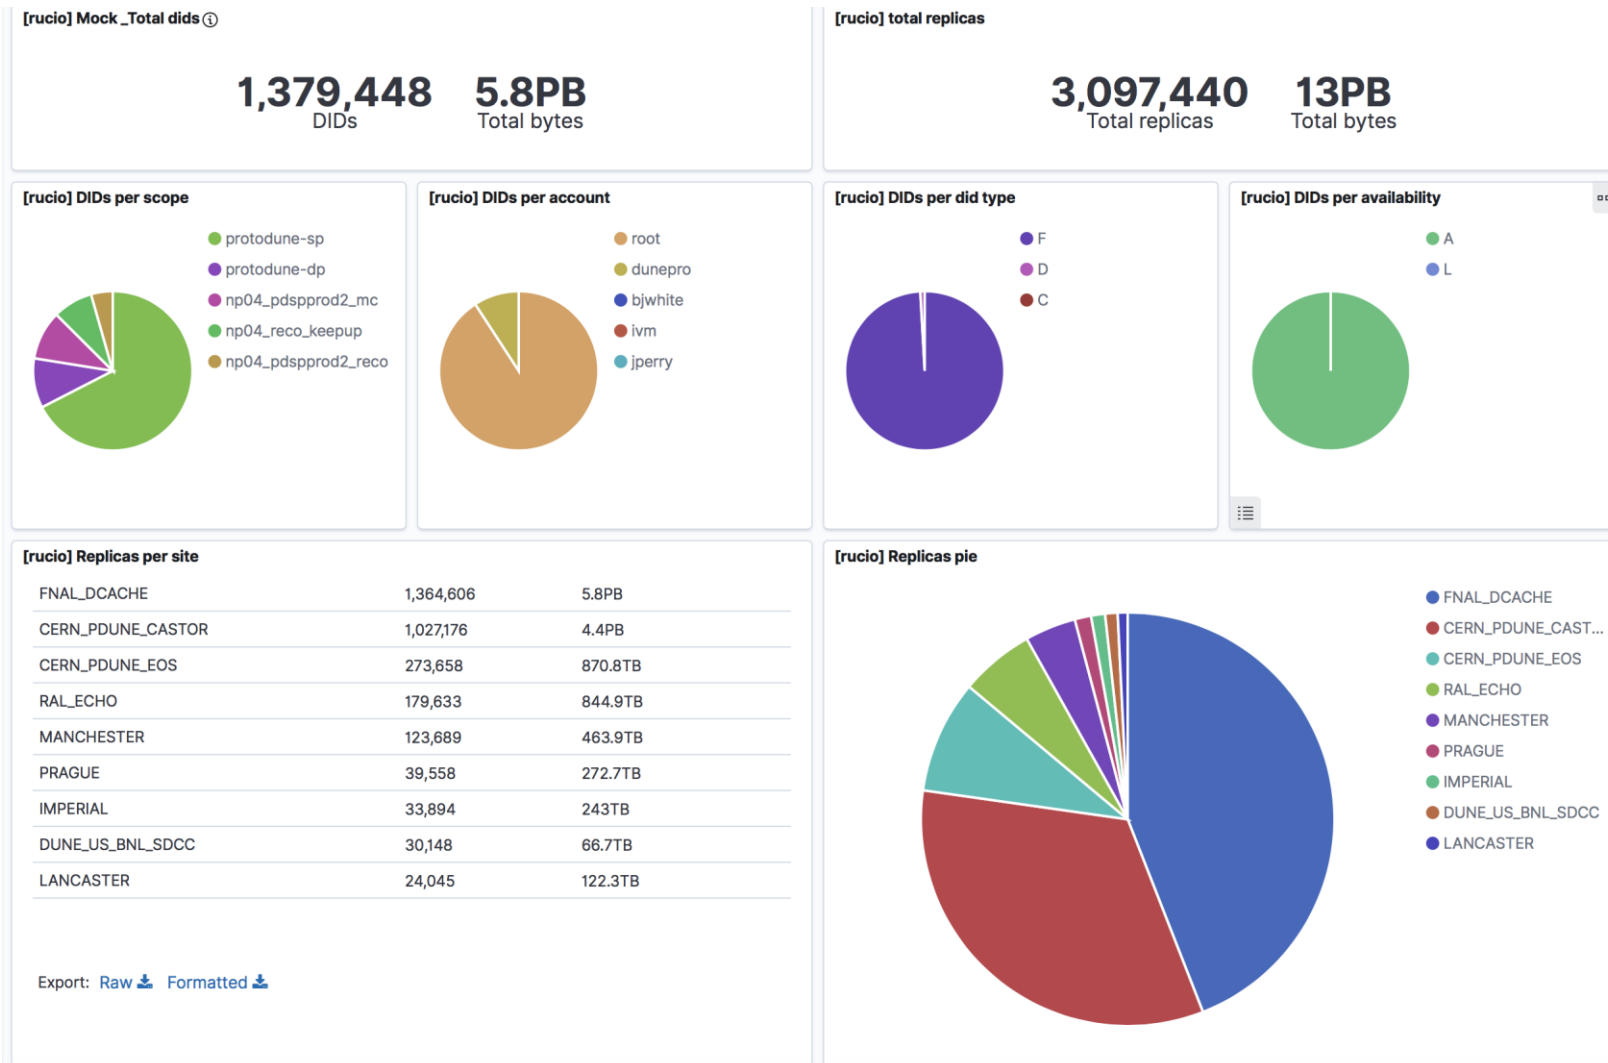 [rucio] Mock _Total dids
1,379,448 5.8PB
DIDs Total bytes
[rucio] total replicas
3,097,440 13PB
Total replicas Total bytes
[rucio] DIDs per scope
protodune-sp
protodune-dp
np04_pdspprod2_mc
np04_reco_keepup
np04_pdspprod2_reco
[rucio] DIDs per account
root
dunepro
bjwhite
ivm
jperry
[rucio] DIDs per did type
F
D
C
[rucio] DIDs per availability
A
L
[rucio] Replicas per site
FNAL_DCACHE 1,364,606 5.8PB
CERN_PDUNE_CASTOR 1,027,176 4.4PB
CERN_PDUNE_EOS 273,658 870.8TB
RAL_ECHO 179,633 844.9TB
MANCHESTER 123,689 463.9TB
PRAGUE 39,558 272.7TB
IMPERIAL 33,894 243TB
DUNE_US_BNL_SDCC 30,148 66.7TB
LANCASTER 24,045 122.3TB
Export: Raw Formatted
[rucio] Replicas pie
FNAL_DCACHE
CERN_PDUNE_CAST...
CERN_PDUNE_EOS
RAL_ECHO
MANCHESTER
PRAGUE
IMPERIAL
DUNE_US_BNL_SDCC
LANCASTER